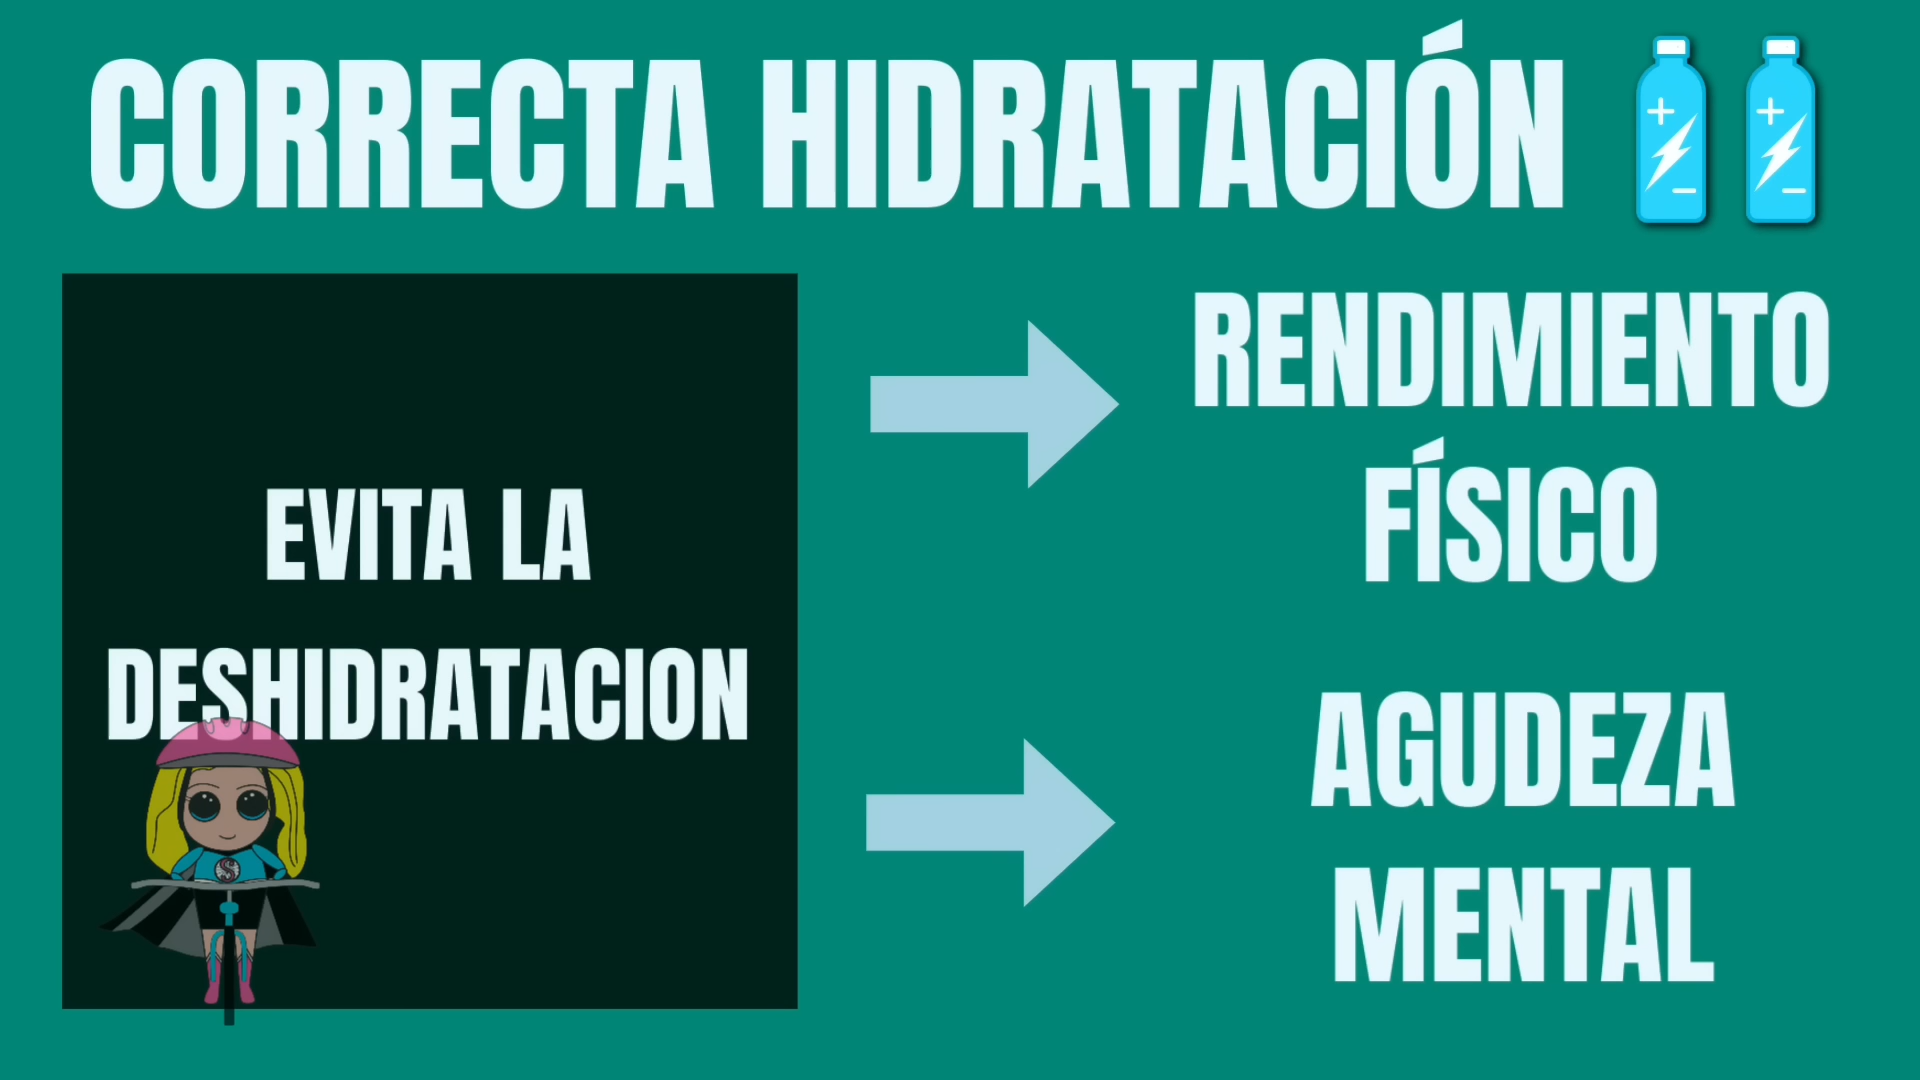 CORRECTA HIDRATACIÓN
EVITA LA
DESHIDRATACION
RENDIMIENTO
FÍSICO
AGUDEZA
MENTAL